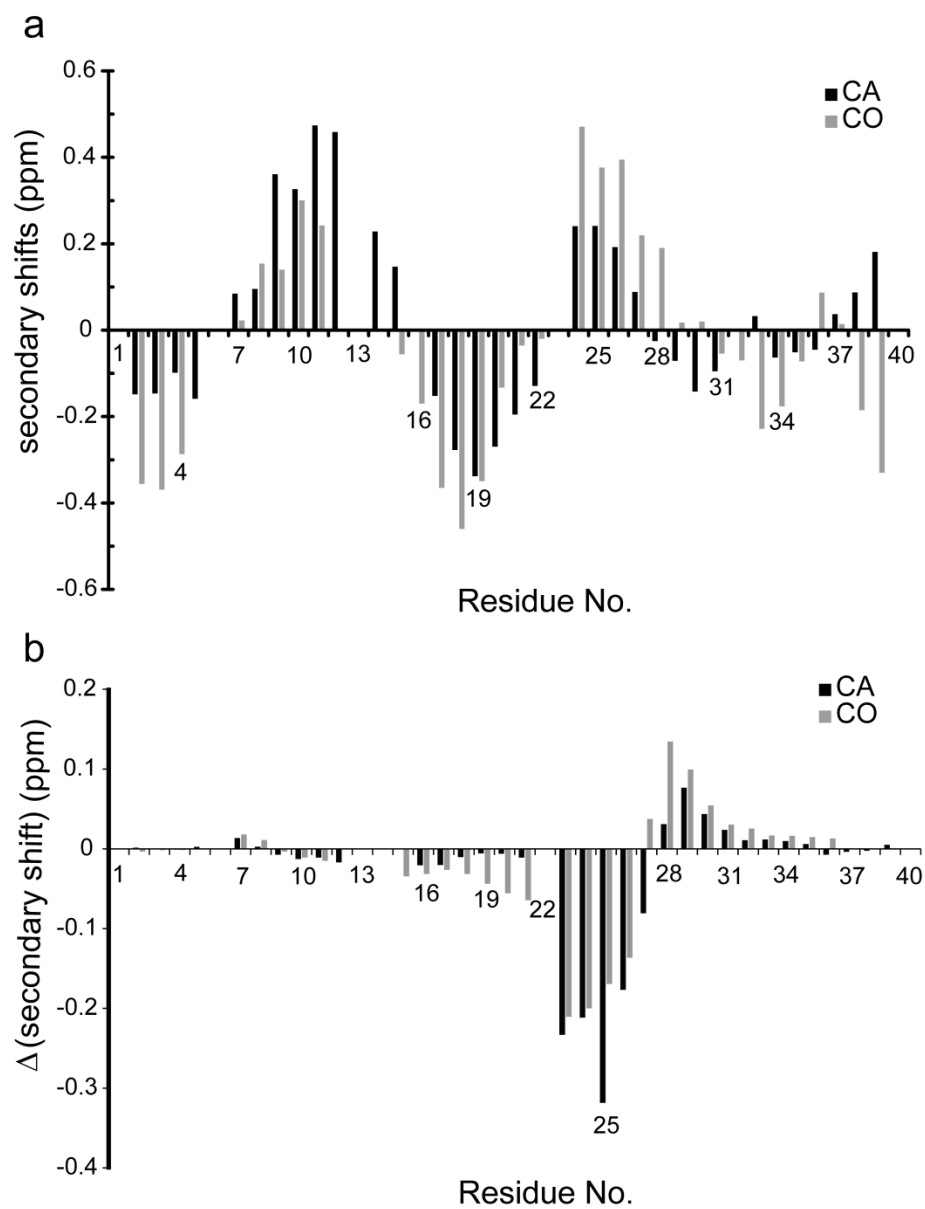 a
0.6
0.4
0.2
0
-0.2
-0.4
-0.6
secondary shifts (ppm)
CA
CO
1 7 10 13 25 28 37 40
16 22 31 34
4 19
Residue No.
b
0.2
0.1
0
-0.1
-0.2
-0.3
-0.4
Δ(secondary shift) (ppm)
CA
CO
1 4 7 10 13 16 19 22 28 31 34 37 40
25
Residue No.